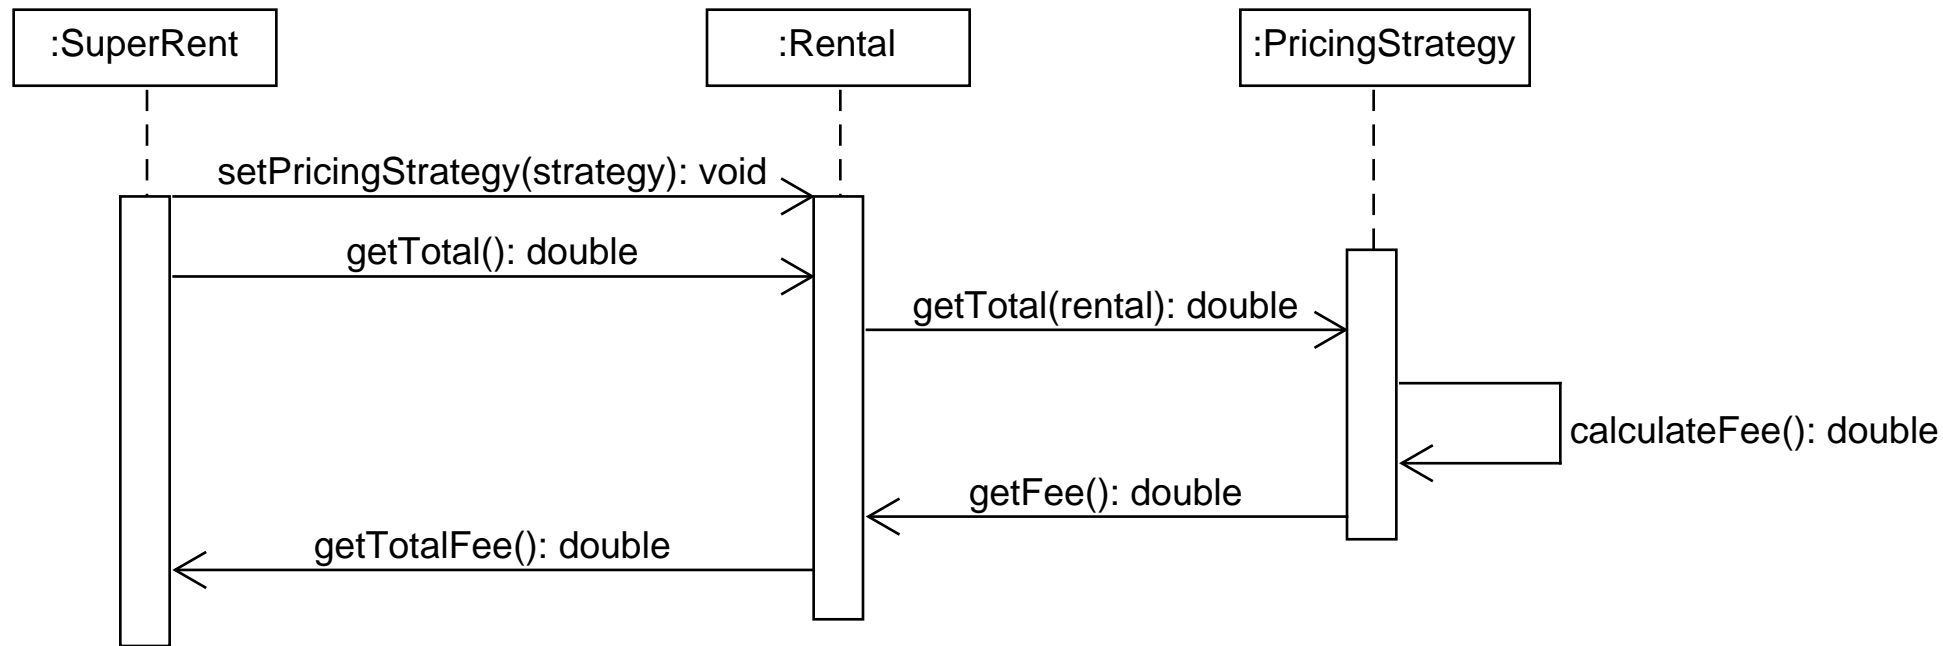 :SuperRent
:Rental
:PricingStrategy
setPricingStrategy(strategy): void
getTotal(): double
getTotal(rental): double
calculateFee(): double
getFee(): double
getTotalFee(): double